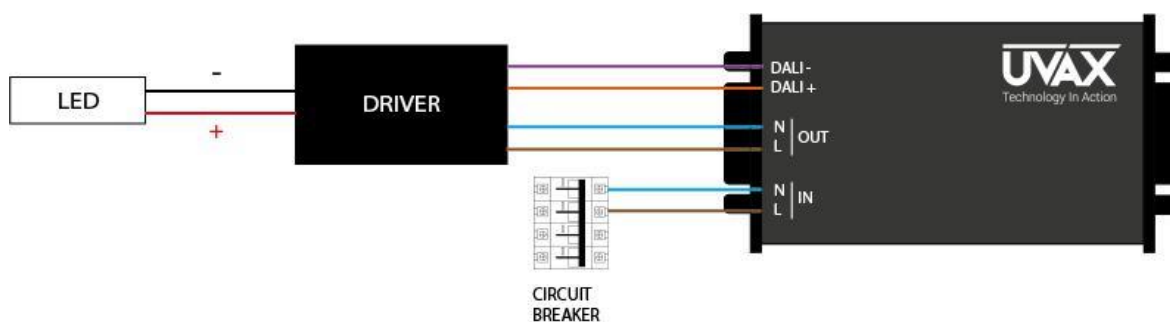 LED
-
+
DRIVER
DALI -
DALI +
N
L
OUT
N
L
IN
UVAX
Technology In Action
CIRCUIT
BREAKER